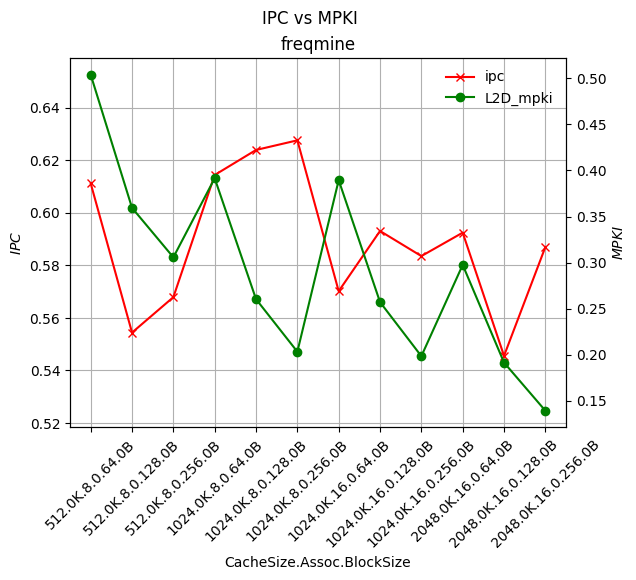 IPC vs MPKI
freqmine
ipc
L2D_mpki
0.64
0.62
0.60
0.58
0.56
0.54
0.52
IPC
0.50
0.45
0.40
0.35
0.30
0.25
0.20
0.15
MPKI
512.0K.8.0.64.0B
512.0K.8.0.128.0B
512.0K.8.0.256.0B
1024.0K.8.0.64.0B
1024.0K.8.0.128.0B
1024.0K.8.0.256.0B
1024.0K.16.0.64.0B
1024.0K.16.0.128.0B
1024.0K.16.0.256.0B
2048.0K.16.0.64.0B
2048.0K.16.0.128.0B
2048.0K.16.0.256.0B
CacheSize.Assoc.BlockSize